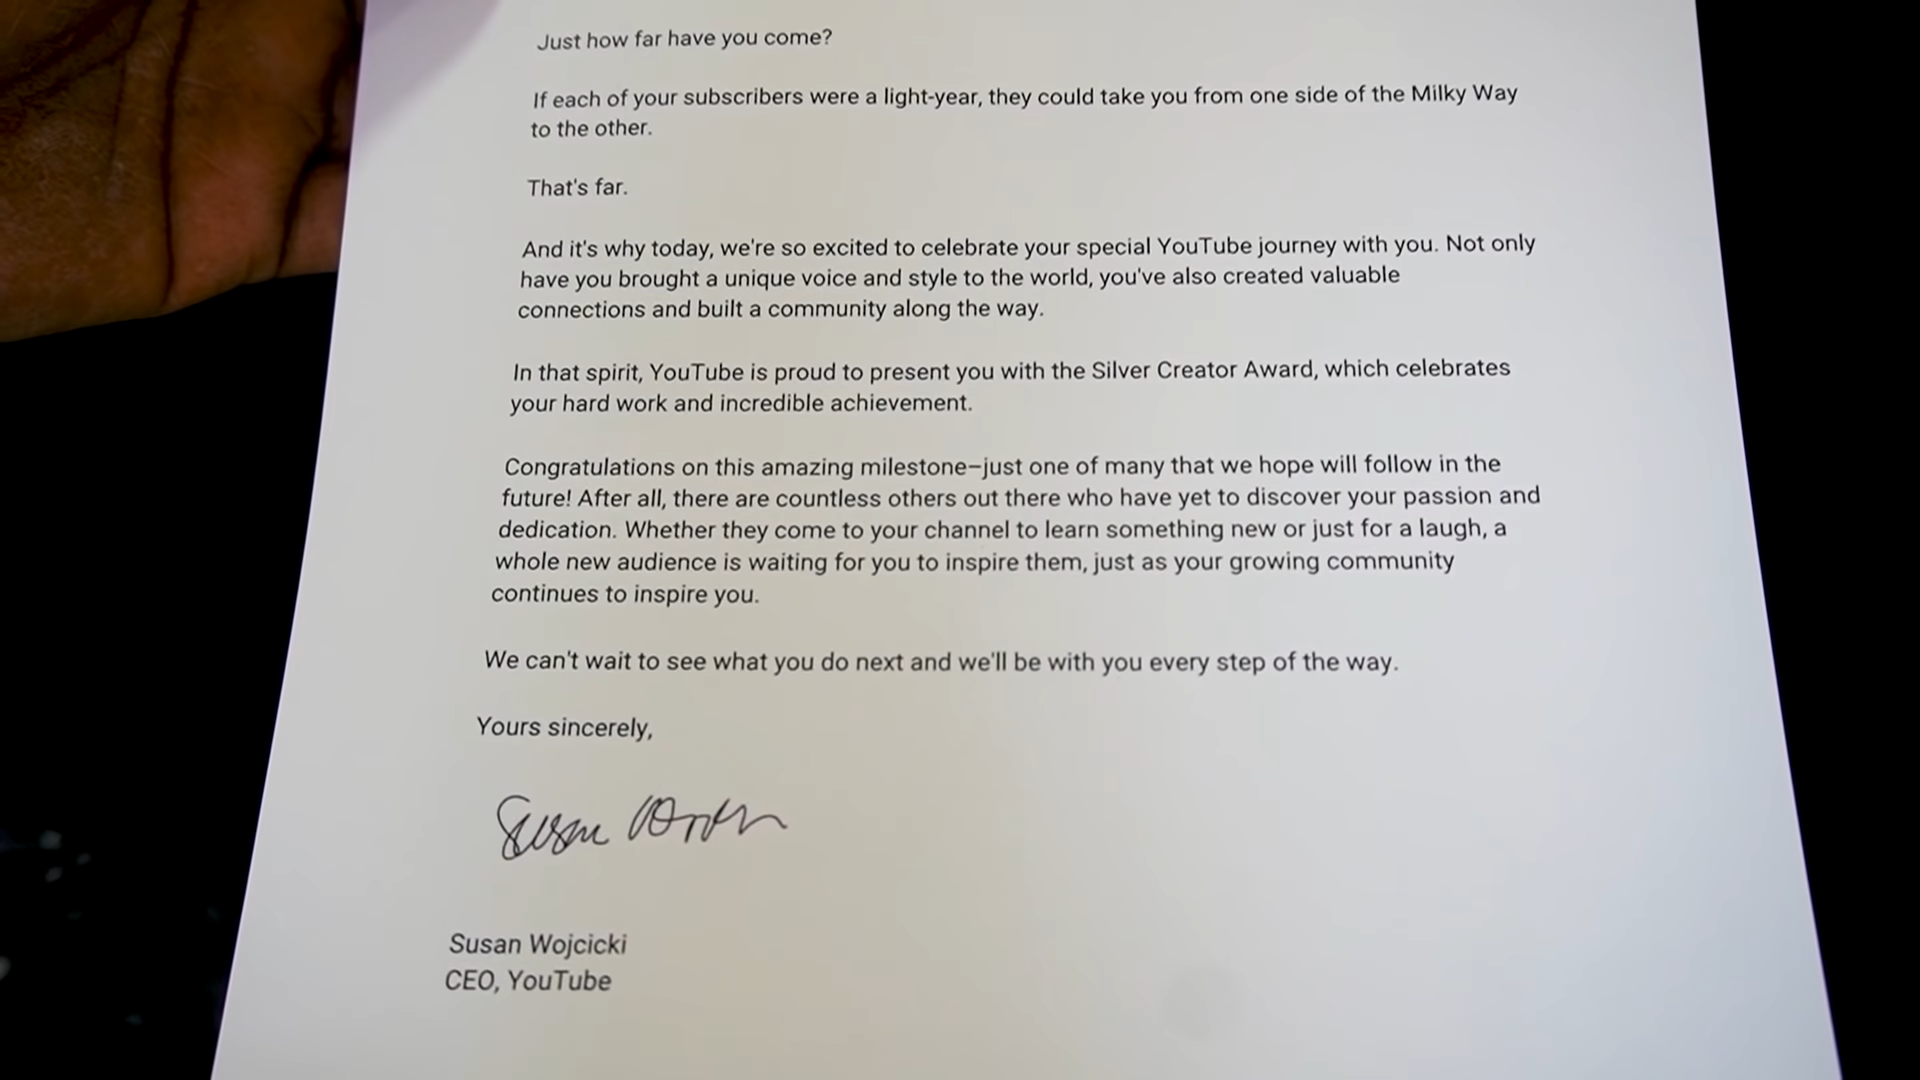 Just how far have you come?
If each of your subscribers were a light-year, they could take you from one side of the Milky Way
to the other.
That's far.
And it's why today, we're so excited to celebrate your special YouTube journey with you. Not only
have you brought a unique voice and style to the world, you've also created valuable
connections and built a community along the way.
In that spirit, YouTube is proud to present you with the Silver Creator Award, which celebrates
your hard work and incredible achievement.
Congratulations on this amazing milestone–just one of many that we hope will follow in the
future! After all, there are countless others out there who have yet to discover your passion and
dedication. Whether they come to your channel to learn something new or just for a laugh, a
whole new audience is waiting for you to inspire them, just as your growing community
continues to inspire you.
We can't wait to see what you do next and we'll be with you every step of the way.
Yours sincerely,
Susan
Susan Wojcicki
CEO, YouTube